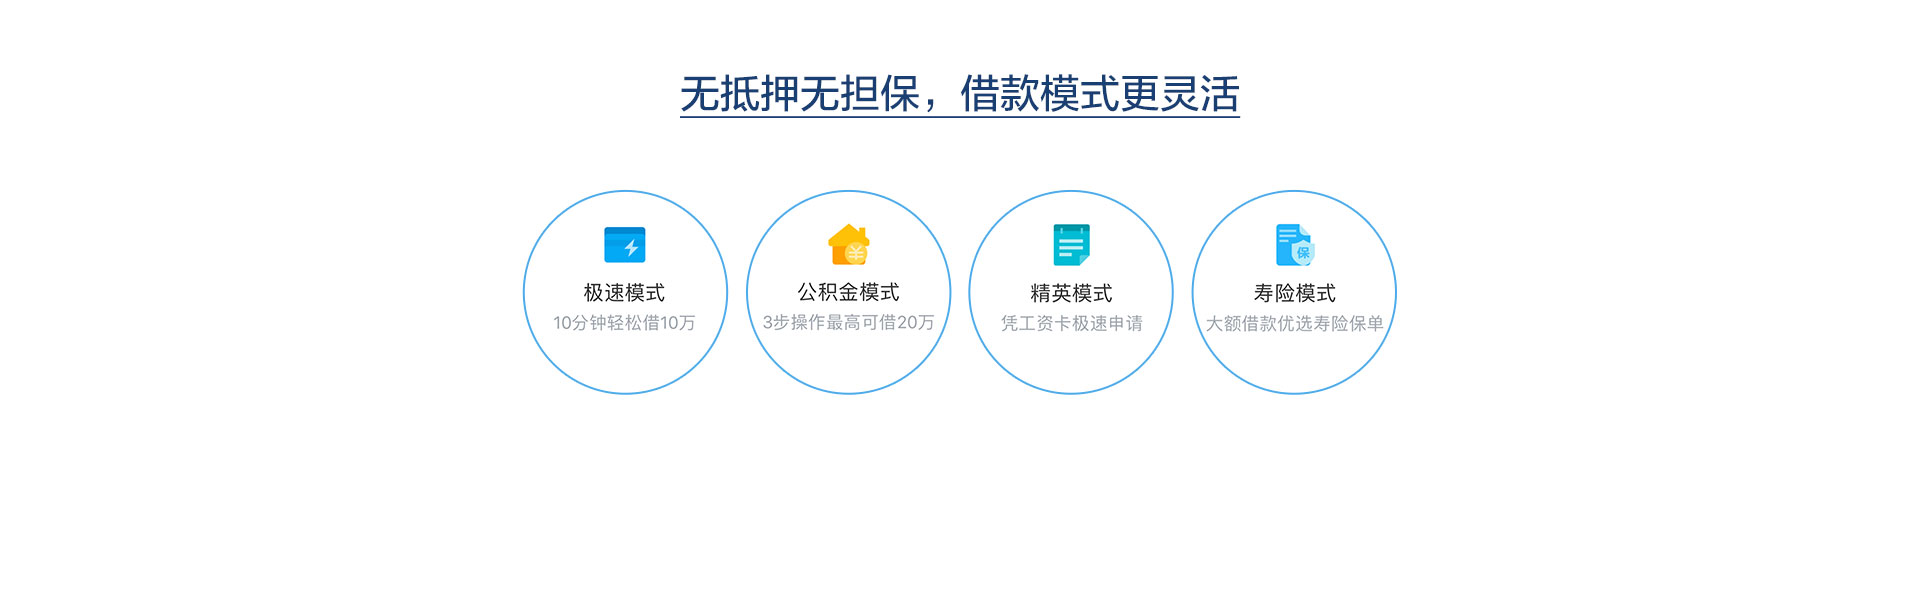 无抵押无担保，借款模式更灵活
极速模式
10分钟轻松借10万
公积金模式
3步操作最高可借20万
精英模式
凭工资卡极速申请
保
寿险模式
大额借款优选寿险保单